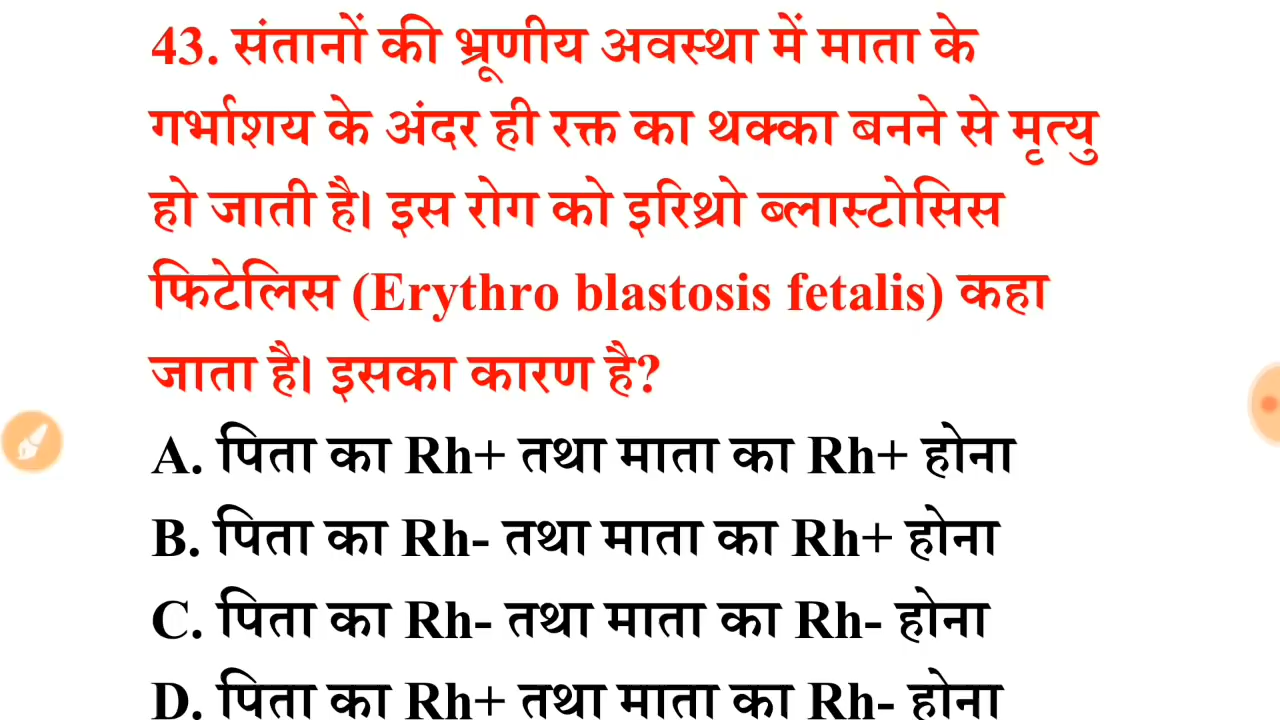 43. संतानों की भ्रूणीय अवस्था में माता के
गर्भाशय के अंदर ही रक्त का थक्का बनने से मृत्यु
हो जाती है। इस रोग को इरिथ्रो ब्लास्टोसिस
फिटेलिस (Erythro blastosis fetalis) कहा
जाता है। इसका कारण है?
A. पिता का Rh+ तथा माता का Rh+ होना
B. पिता का Rh- तथा माता का Rh+ होना
C. पिता का Rh- तथा माता का Rh- होना
D. पिता का Rh+ तथा माता का Rh- होना